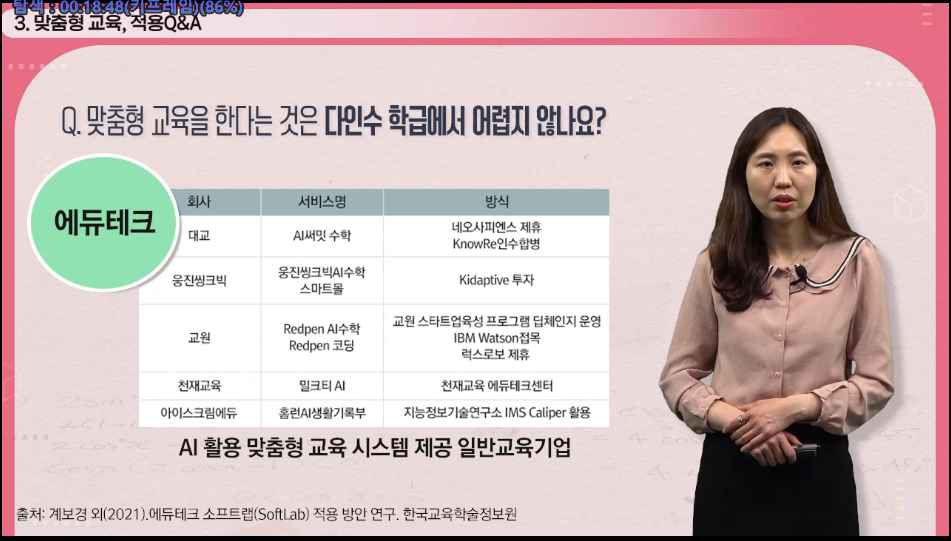 탐색 : 00:18:48(키프레임)(86%)
3. 맞춤형 교육, 적용Q&A
Q. 맞춤형 교육을 한다는 것은 다인수 학급에서 어렵지 않나요?
에듀테크
회사 서비스명 방식
대교 AI써밋 수학 네오사피엔스 제휴
KnowRe인수합병
웅진씽크빅 웅진씽크빅AI수학
스마트올 Kidaptive 투자
교원 Redpen AI수학
Redpen 코딩 교원 스타트업육성 프로그램 딥체인지 운영
IBM Watson접목
럭스로보 제휴
천재교육 밀크티 AI 천재교육 에듀테크센터
아이스크림에듀 홈런AI생활기록부 지능정보기술연구소 IMS Caliper 활용
AI 활용 맞춤형 교육 시스템 제공 일반교육기업
출처: 계보경 외(2021).에듀테크 소프트랩(SoftLab) 적용 방안 연구. 한국교육학술정보원